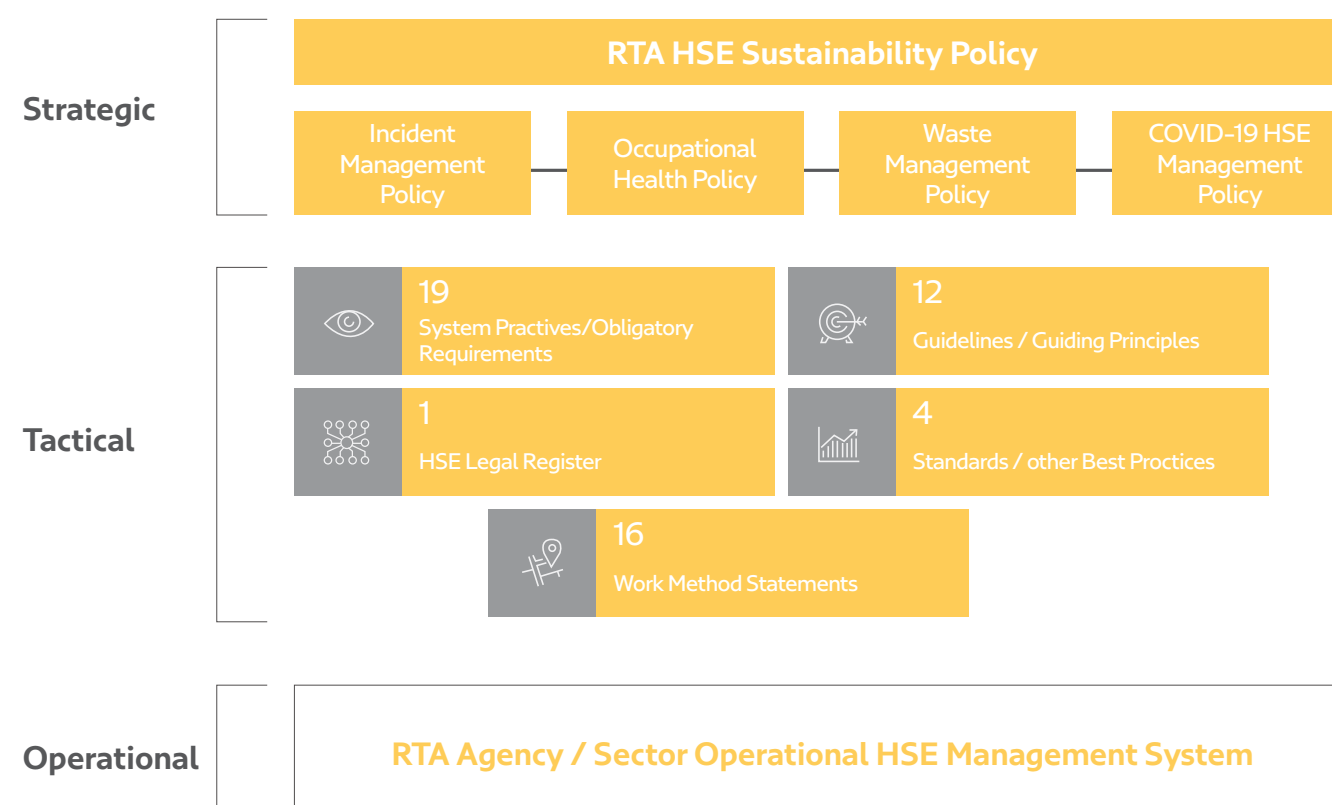 Strategic
RTA HSE Sustainability Policy
Incident
Management
Policy
Occupational
Health Policy
Waste
Management
Policy
COVID-19 HSE
Management
Policy
Tactical
19
System Practives/Obligatory
Requirements
12
Guidelines / Guiding Principles
1
HSE Legal Register
4
Standards / other Best Proctices
16
Work Method Statements
Operational
RTA Agency / Sector Operational HSE Management System